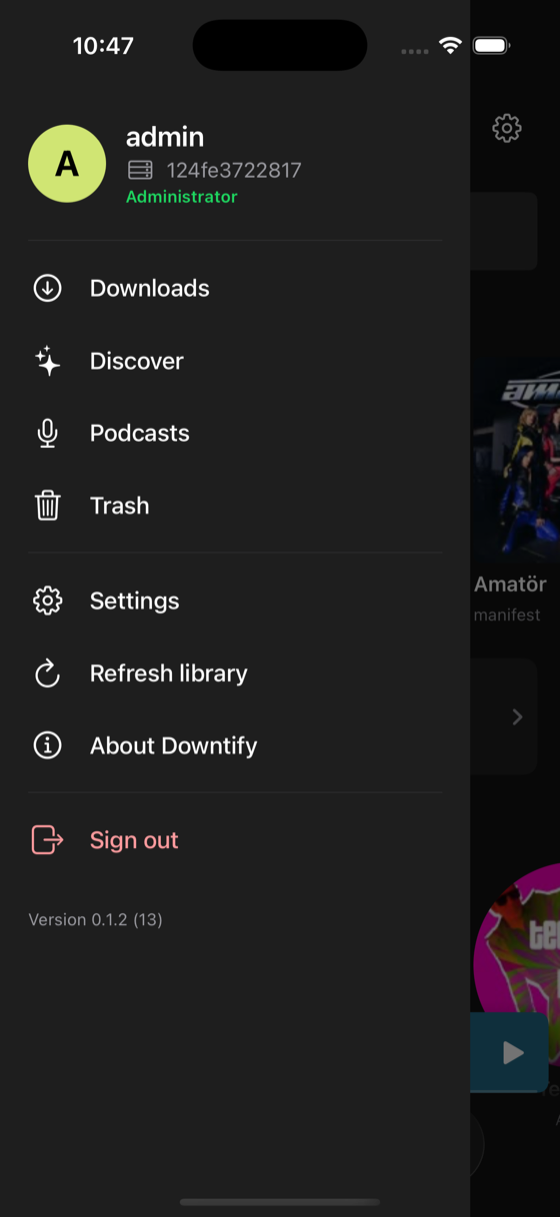 10:47
A
admin
124fe3722817
Administrator
Downloads
Discover
Podcasts
Trash
Amatör
manifest
Settings
Refresh library
About Downtify
Sign out
Version 0.1.2 (13)